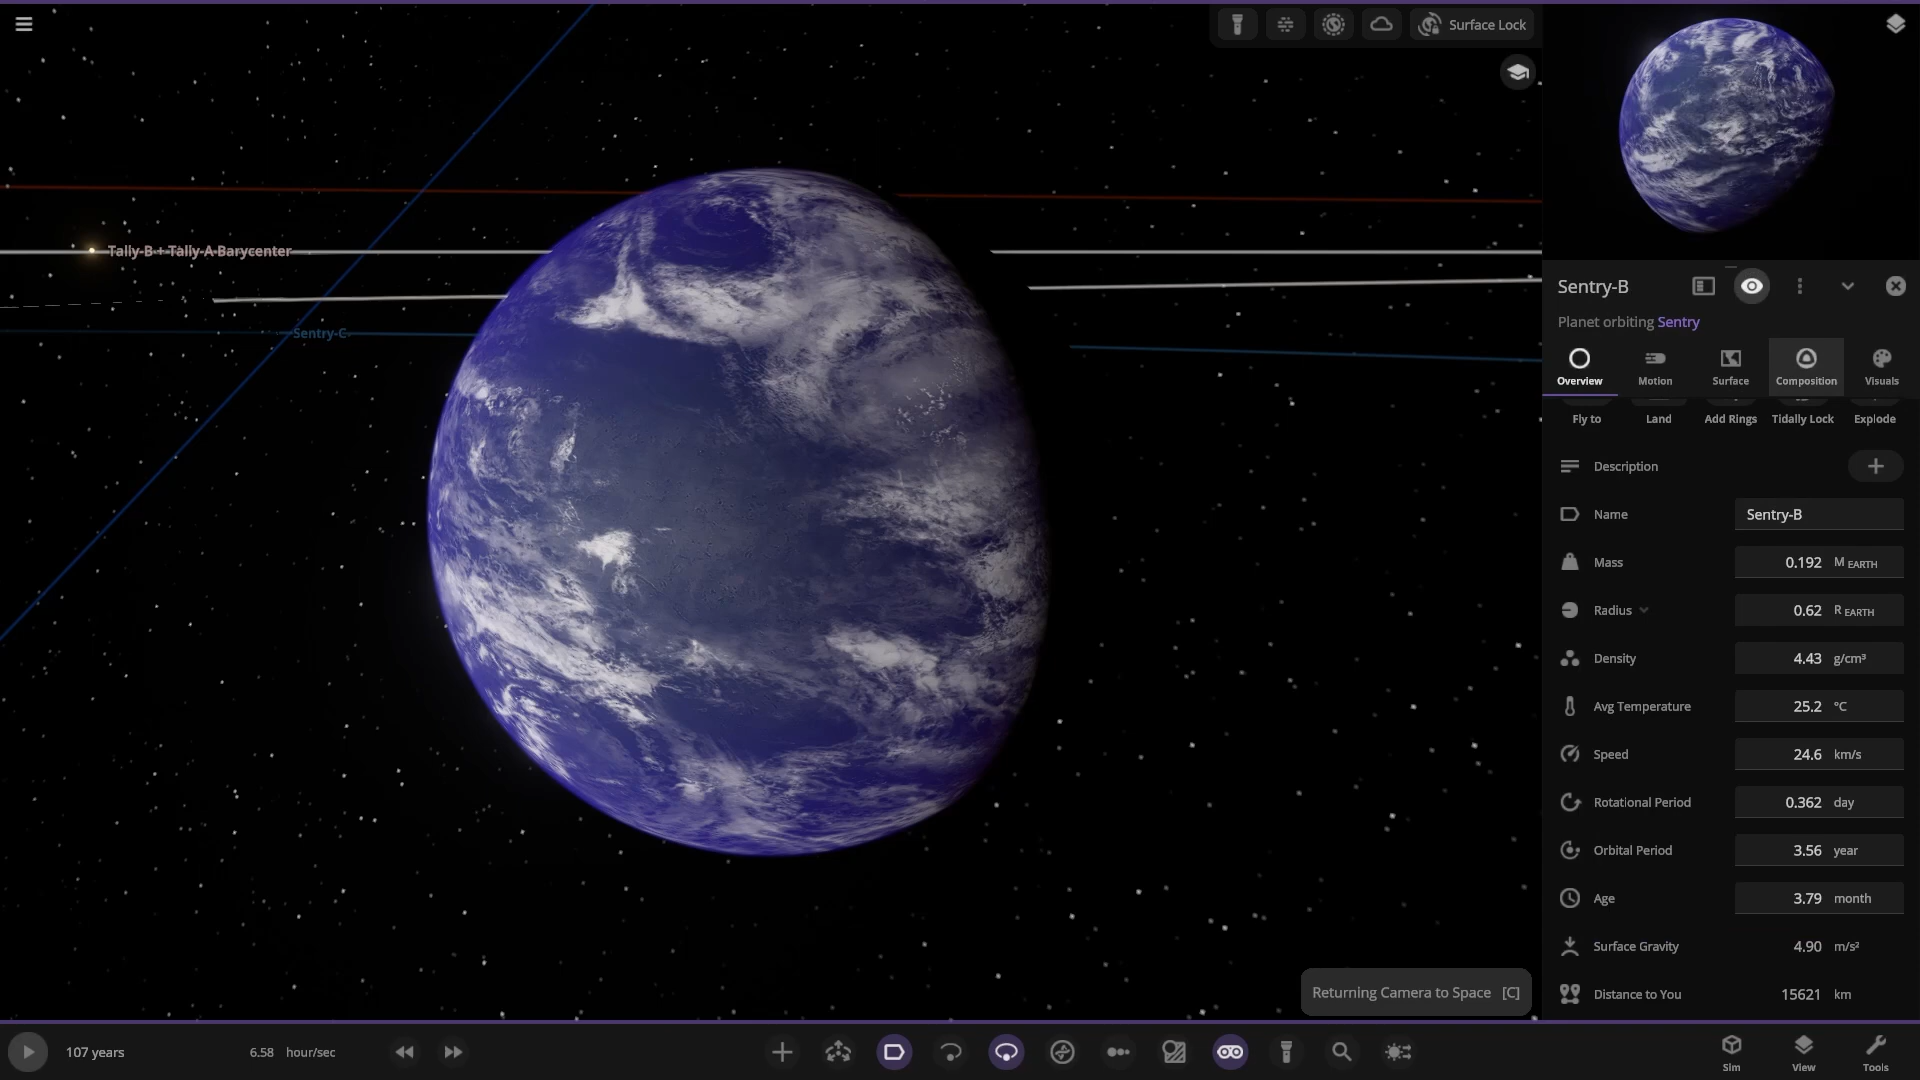 Surface Lock
Tally-B + Tally-A Barycenter
Sentry-C
Sentry-B
Planet orbiting Sentry
Overview
Motion
Surface
Composition
Visuals
Fly to
Land
Add Rings
Tidally Lock
Explode
Description
Name Sentry-B
Mass 0.192 M EARTH
Radius 0.62 R EARTH
Density 4.43 g/cm³
Avg Temperature 25.2 °C
Speed 24.6 km/s
Rotational Period 0.362 day
Orbital Period 3.56 year
Age 3.79 month
Surface Gravity 4.90 m/s²
Distance to You 15621 km
Returning Camera to Space [C]
107 years
6.58 hour/sec
Sim
View
Tools